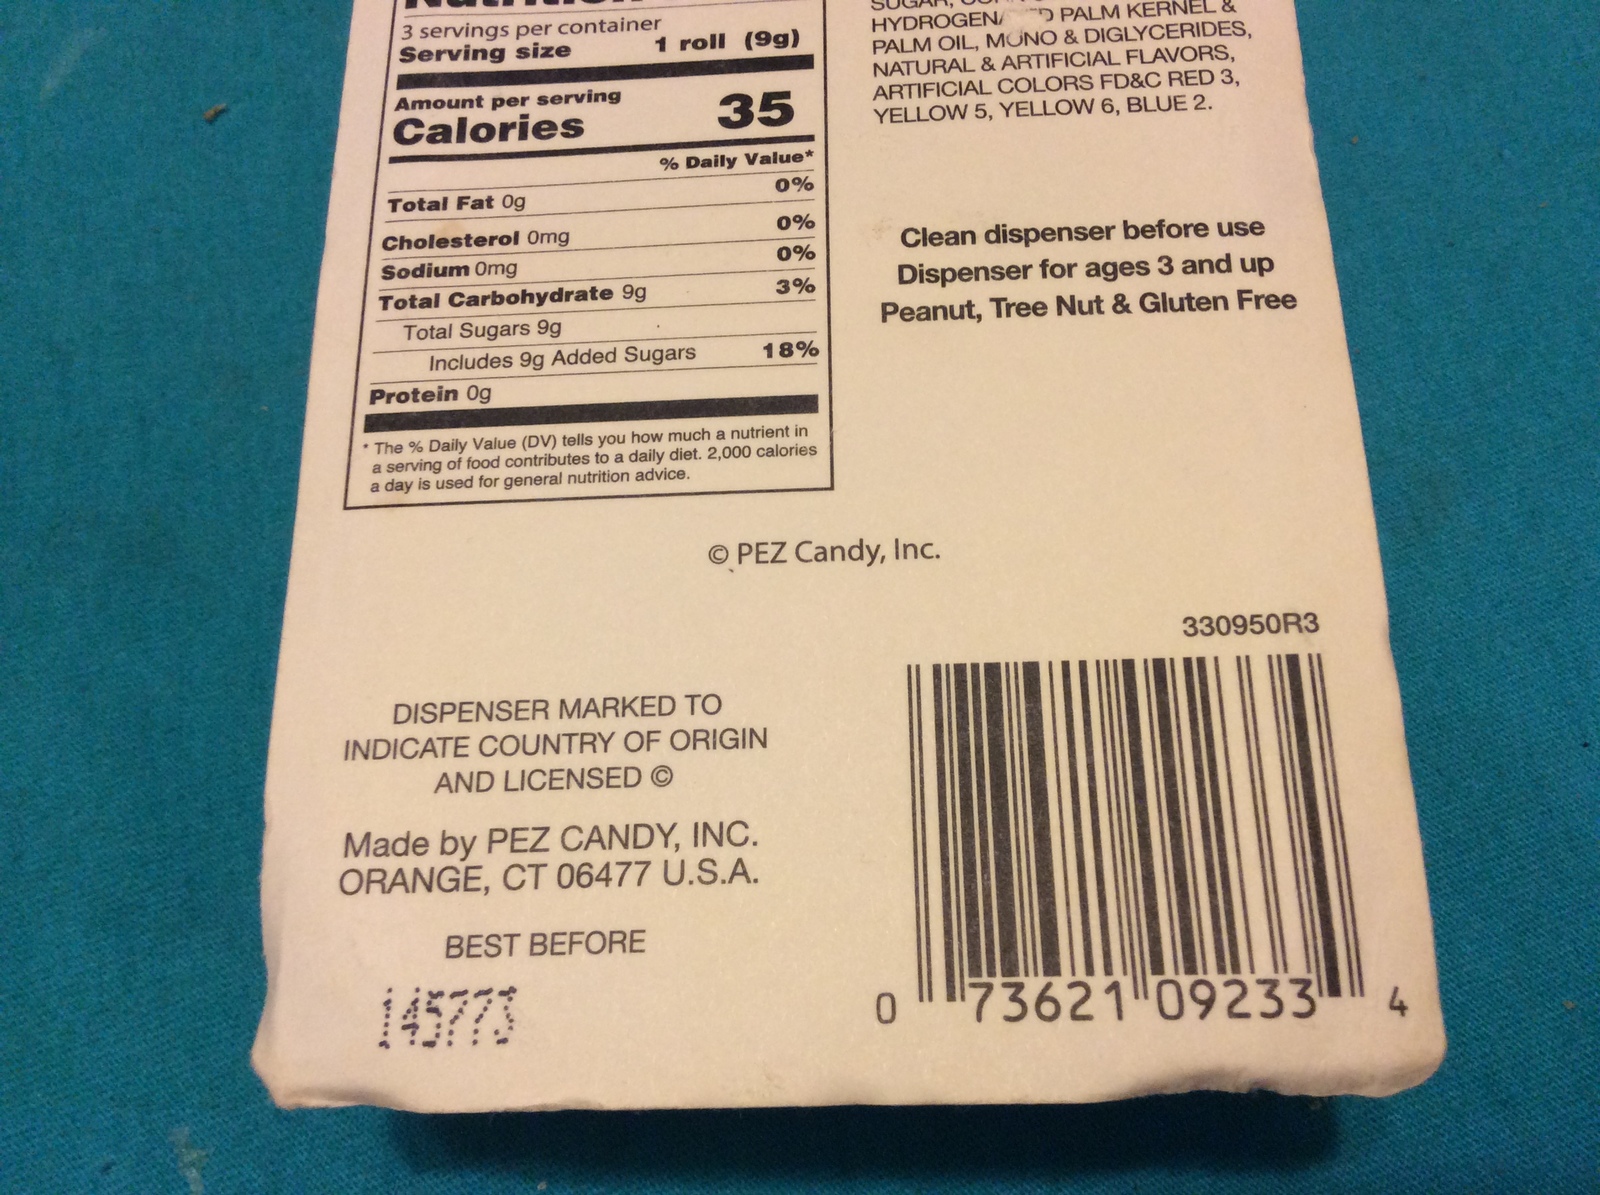 3 servings per container
Serving size 1 roll (9g)
Amount per serving
Calories 35
% Daily Value*
Total Fat 0g 0%
Cholesterol 0mg 0%
Sodium 0mg 0%
Total Carbohydrate 9g 3%
Total Sugars 9g
Includes 9g Added Sugars 18%
Protein 0g
* The % Daily Value (DV) tells you how much a nutrient in
a serving of food contributes to a daily diet. 2,000 calories
a day is used for general nutrition advice.
SUGAR,
PALM KERNEL &
PALM OIL, MONO & DIGLYCERIDES,
NATURAL & ARTIFICIAL FLAVORS,
ARTIFICIAL COLORS FD&C RED 3,
YELLOW 5, YELLOW 6, BLUE 2.
Clean dispenser before use
Dispenser for ages 3 and up
Peanut, Tree Nut & Gluten Free
© PEZ Candy, Inc.
330950R3
DISPENSER MARKED TO
INDICATE COUNTRY OF ORIGIN
AND LICENSED ©
Made by PEZ CANDY, INC.
ORANGE, CT 06477 U.S.A.
BEST BEFORE
145773
0 73621 09233 4